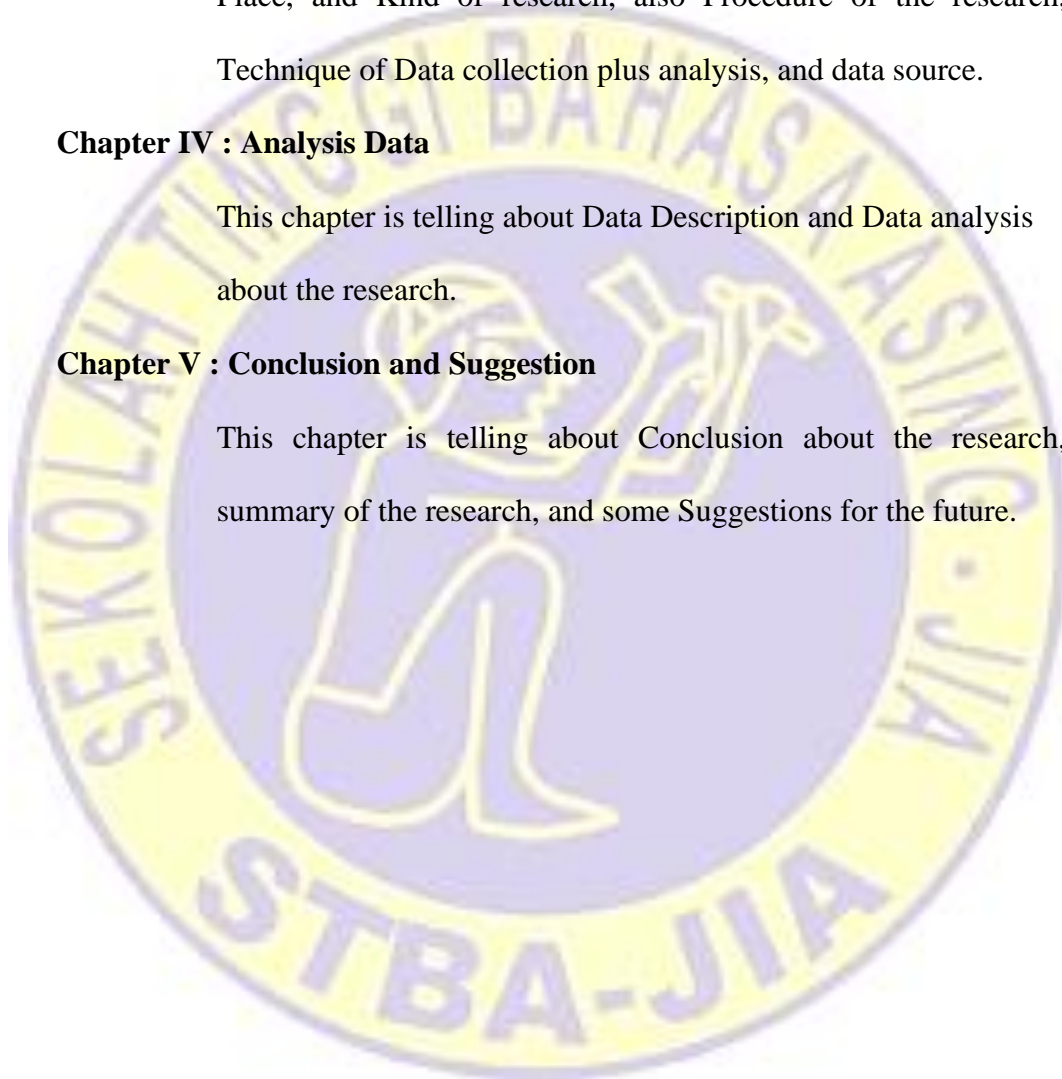 Place, and Kind of research, also Procedure of the research,
Technique of Data collection plus analysis, and data source.
Chapter IV : Analysis Data
This chapter is telling about Data Description and Data analysis
about the research.
Chapter V : Conclusion and Suggestion
This chapter is telling about Conclusion about the research,
summary of the research, and some Suggestions for the future.
SEKOLAH TINGGI BAHASA ASING · JIA
STBA-JIA